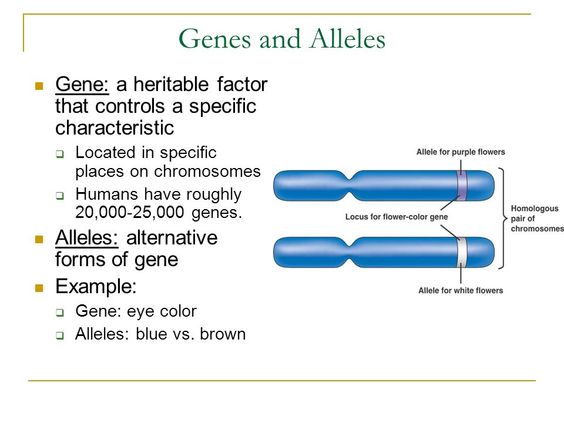 Genes and Alleles
Gene: a heritable factor
that controls a specific
characteristic
Located in specific
places on chromosomes
Humans have roughly
20,000-25,000 genes.
Alleles: alternative
forms of gene
Example:
Gene: eye color
Alleles: blue vs. brown
Allele for purple flowers
Locus for flower-color gene
Homologous
pair of
chromosomes
Allele for white flowers